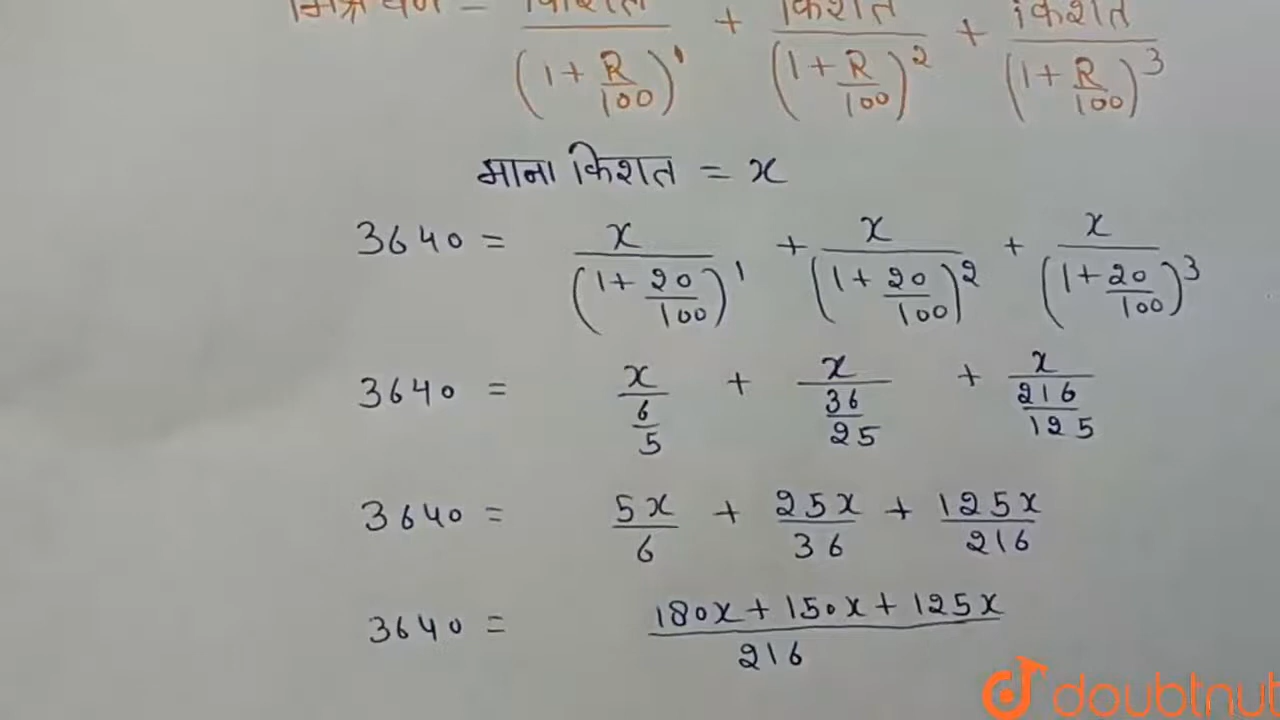 मिश्रधन = किशत/(1 + R/100)^1 + किशत/(1 + R/100)^2 + किशत/(1 + R/100)^3
माना किशत = x
3640 = x/(1 + 20/100)^1 + x/(1 + 20/100)^2 + x/(1 + 20/100)^3
3640 = x/(6/5) + x/(36/25) + x/(216/125)
3640 = 5x/6 + 25x/36 + 125x/216
3640 = (180x + 150x + 125x)/216
doubtnut